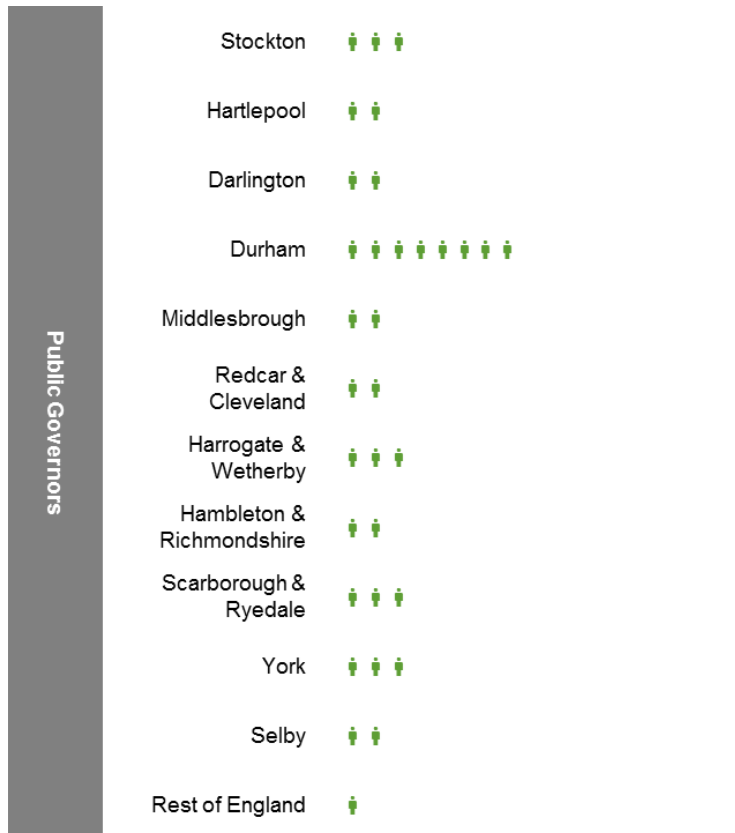 Public Governors
Stockton
Hartlepool
Darlington
Durham
Middlesbrough
Redcar &
Cleveland
Harrogate &
Wetherby
Hambleton &
Richmondshire
Scarborough &
Ryedale
York
Selby
Rest of England